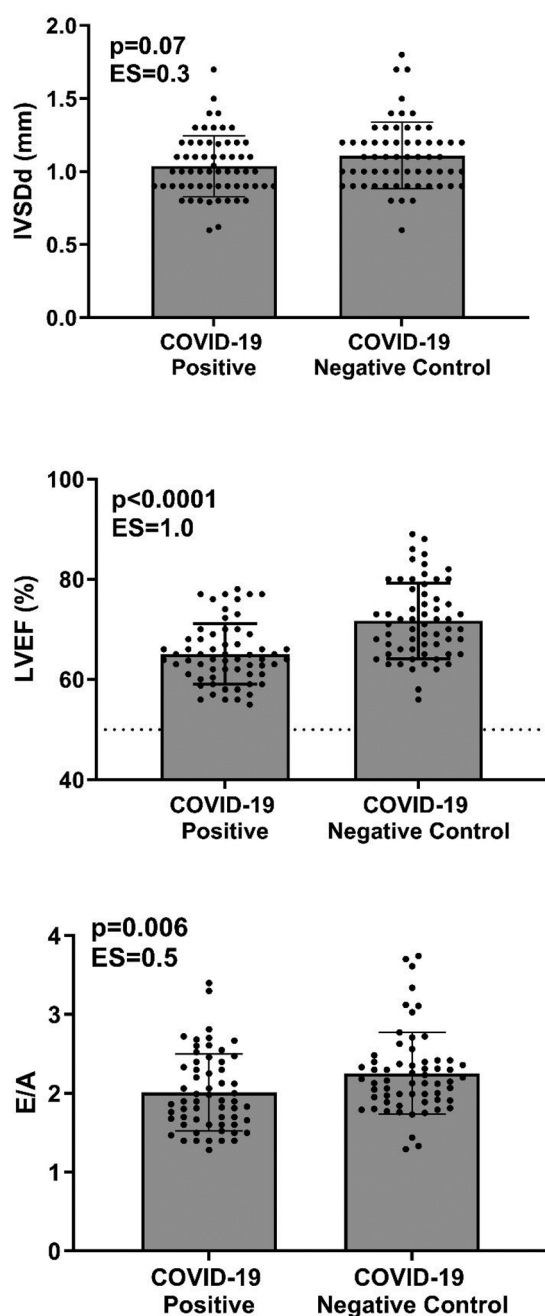 p=0.07
ES=0.3
IVSDd (mm)
2.0
1.5
1.0
0.5
0.0
COVID-19
Positive
COVID-19
Negative Control
p<0.0001
ES=1.0
LVEF (%)
100
80
60
40
COVID-19
Positive
COVID-19
Negative Control
p=0.006
ES=0.5
E/A
4
3
2
1
0
COVID-19
Positive
COVID-19
Negative Control